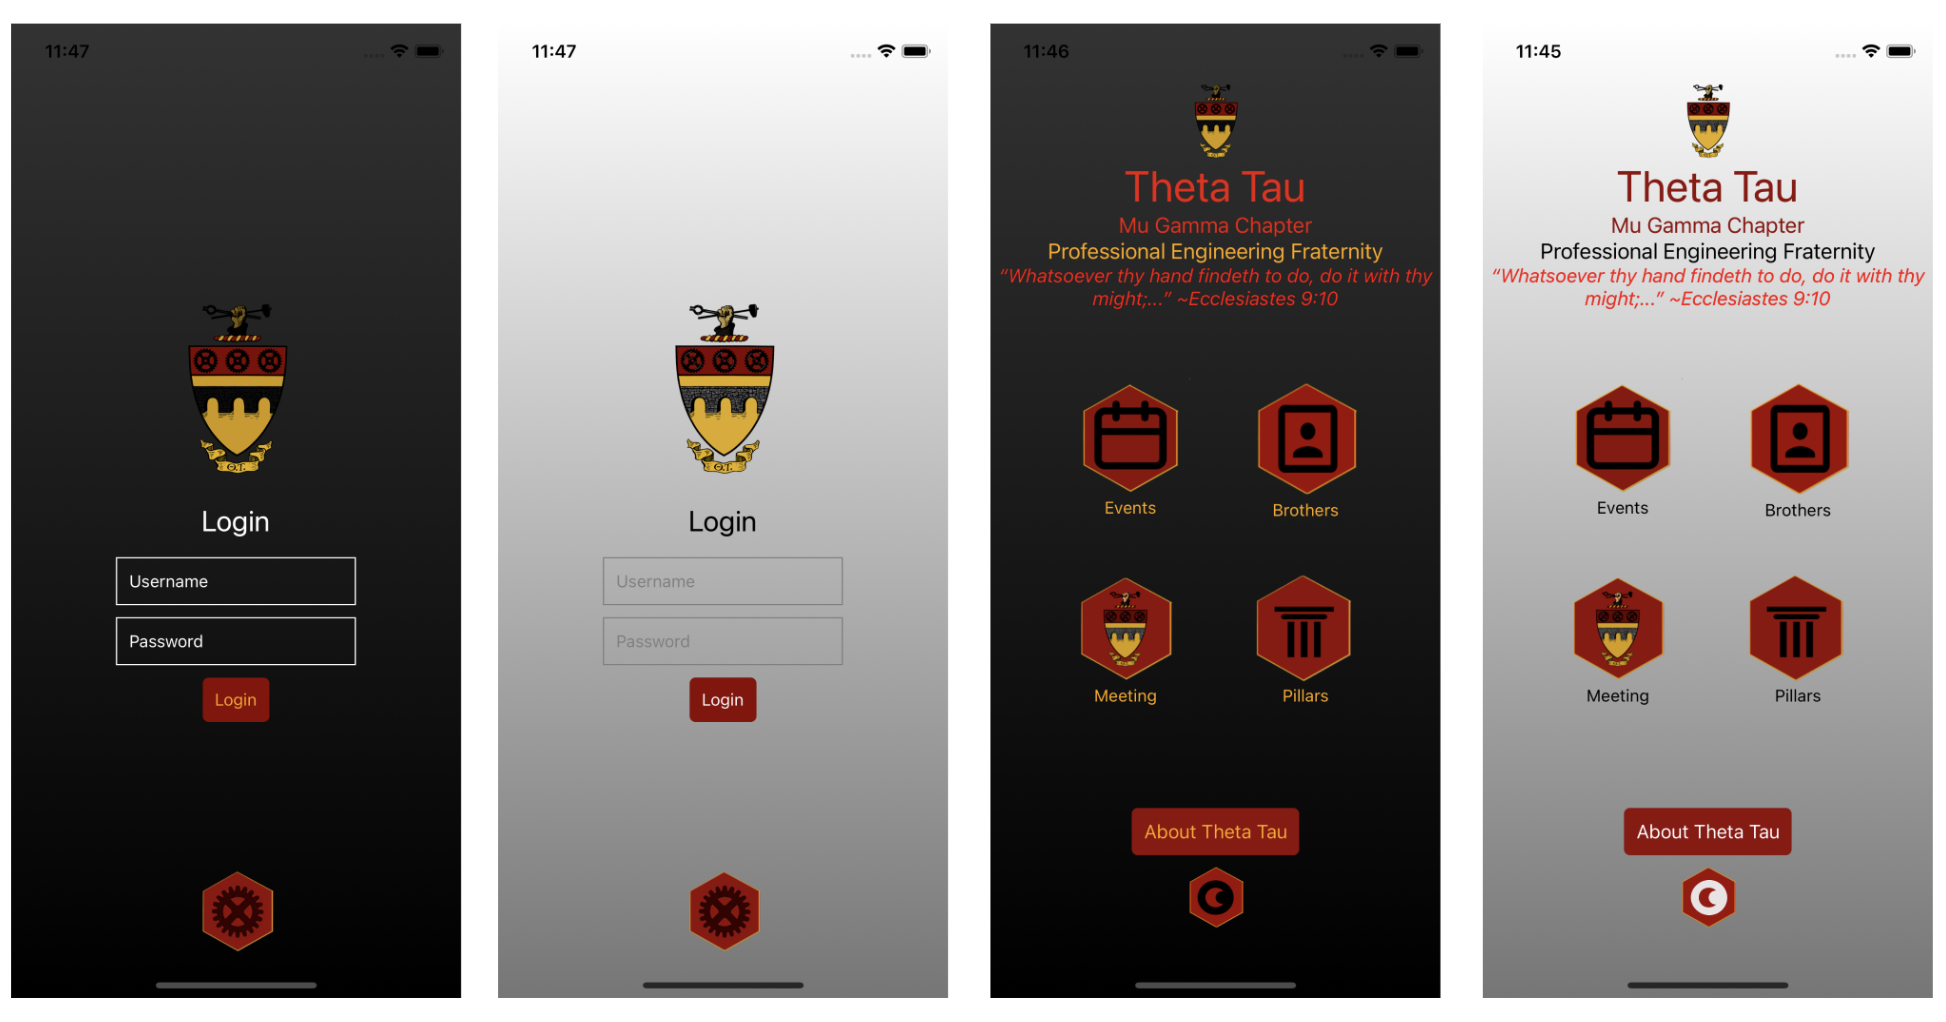 11:47
Login
Username
Password
Login
11:47
Login
Username
Password
Login
11:46
Theta Tau
Mu Gamma Chapter
Professional Engineering Fraternity
“Whatsoever thy hand findeth to do, do it with thy
might;...” ~Ecclesiastes 9:10
Events
Brothers
Meeting
Pillars
About Theta Tau
11:45
Theta Tau
Mu Gamma Chapter
Professional Engineering Fraternity
“Whatsoever thy hand findeth to do, do it with thy
might;...” ~Ecclesiastes 9:10
Events
Brothers
Meeting
Pillars
About Theta Tau